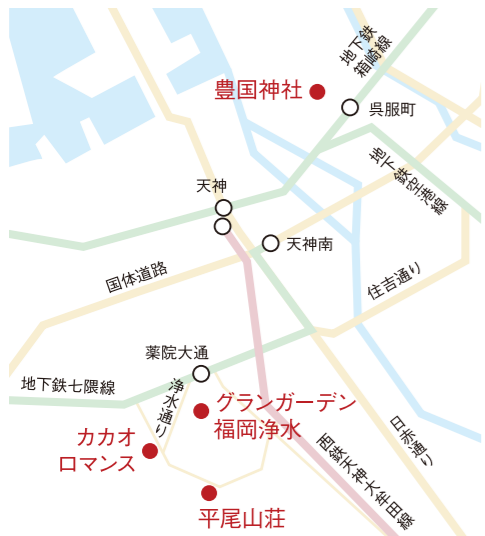 地下鉄
箱崎線
豊国神社
呉服町
地下鉄空港線
天神
天神南
国体道路
住吉通り
薬院大通
地下鉄七隈線
浄水通り
グランガーデン
福岡浄水
カカオ
ロマンス
日赤通り
西鉄天神大牟田線
平尾山荘